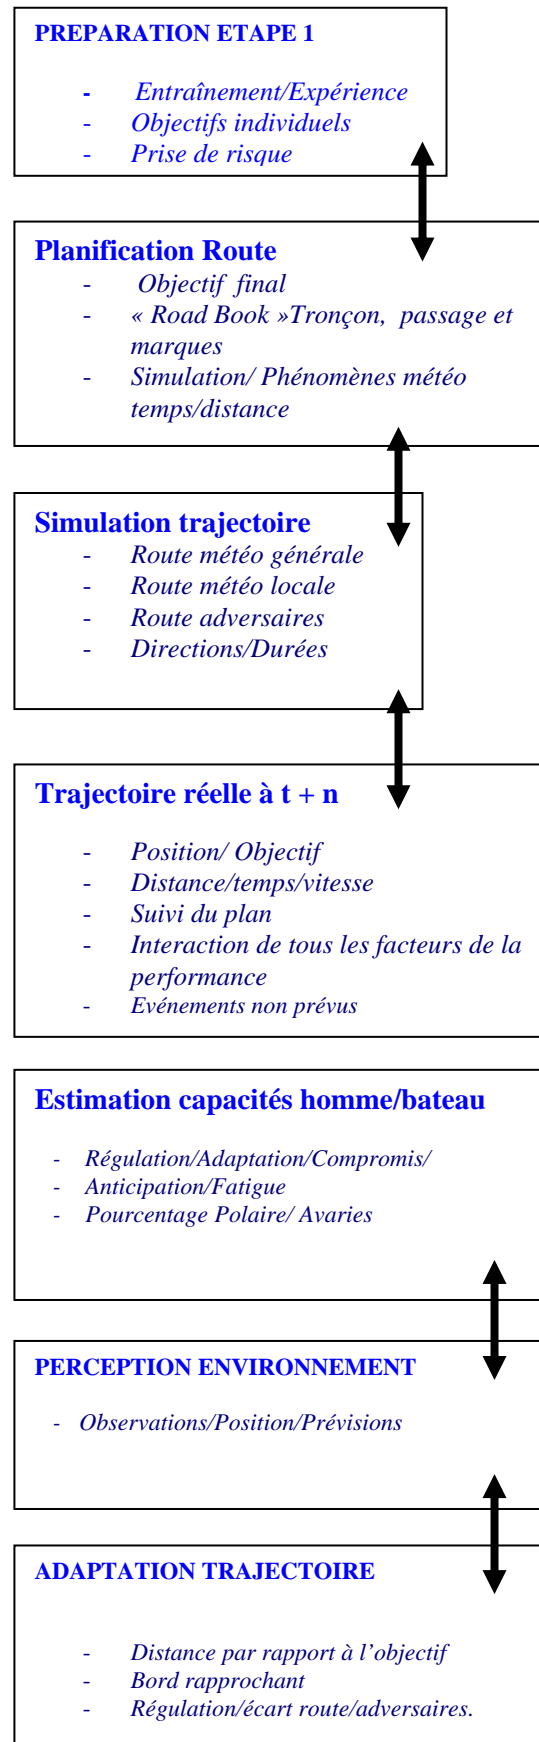 PREPARATION ETAPE 1
- Entraînement/Expérience
- Objectifs individuels
- Prise de risque
Planification Route
- Objectif final
- « Road Book »Tronçon, passage et
marques
- Simulation/ Phénomènes météo
temps/distance
Simulation trajectoire
- Route météo générale
- Route météo locale
- Route adversaires
- Directions/Durées
Trajectoire réelle à t + n
- Position/ Objectif
- Distance/temps/vitesse
- Suivi du plan
- Interaction de tous les facteurs de la
performance
- Evénements non prévus
Estimation capacités homme/bateau
- Régulation/Adaptation/Compromis/
- Anticipation/Fatigue
- Pourcentage Polaire/ Avaries
PERCEPTION ENVIRONNEMENT
- Observations/Position/Prévisions
ADAPTATION TRAJECTOIRE
- Distance par rapport à l’objectif
- Bord rapprochant
- Régulation/écart route/adversaires.